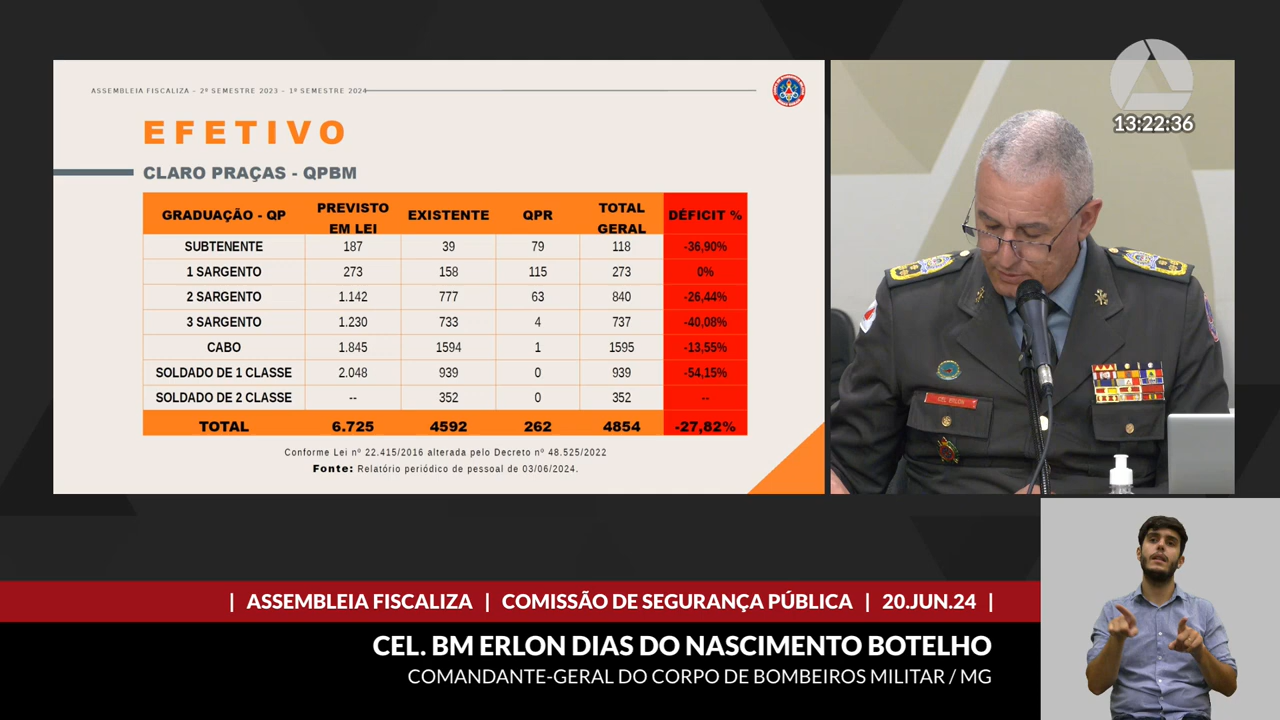 ASSEMBLEIA FISCALIZA - 2º SEMESTRE 2023 - 1º SEMESTRE 2024
EFETIVO
CLARO PRAÇAS - QPBM
GRADUAÇÃO - QP PREVISTO EM LEI EXISTENTE QPR TOTAL GERAL DÉFICIT %
SUBTENENTE 187 39 79 118 -36,90%
1 SARGENTO 273 158 115 273 0%
2 SARGENTO 1.142 777 63 840 -26,44%
3 SARGENTO 1.230 733 4 737 -40,08%
CABO 1.845 1594 1 1595 -13,55%
SOLDADO DE 1 CLASSE 2.048 939 0 939 -54,15%
SOLDADO DE 2 CLASSE -- 352 0 352 --
TOTAL 6.725 4592 262 4854 -27,82%
Conforme Lei nº 22.415/2016 alterada pelo Decreto nº 48.525/2022
Fonte: Relatório periódico de pessoal de 03/06/2024.
13:22:36
CEL ERLON
| ASSEMBLEIA FISCALIZA | COMISSÃO DE SEGURANÇA PÚBLICA | 20.JUN.24 |
CEL. BM ERLON DIAS DO NASCIMENTO BOTELHO
COMANDANTE-GERAL DO CORPO DE BOMBEIROS MILITAR / MG